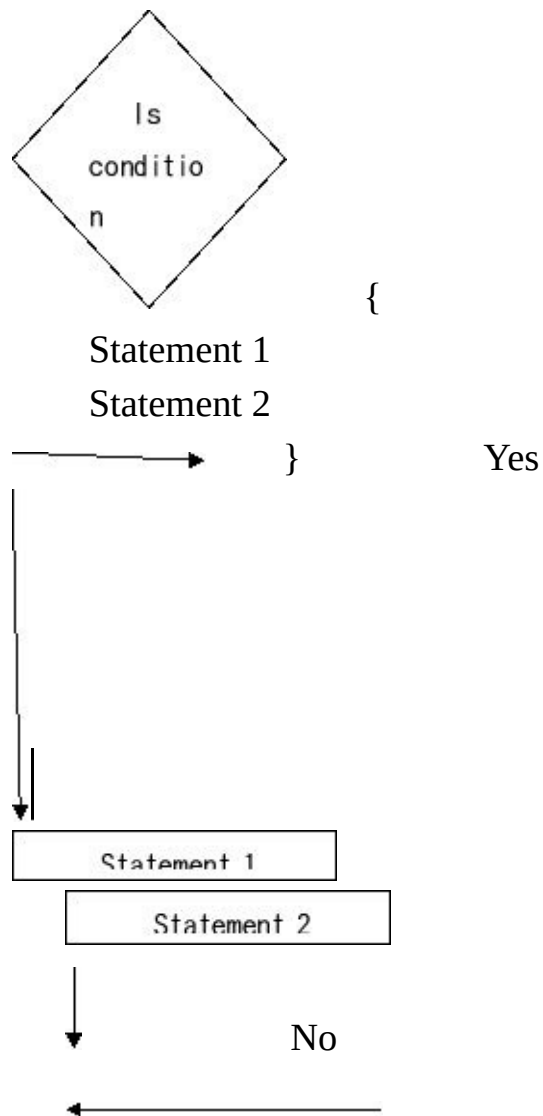 Is
conditio
n
{
Statement 1
Statement 2
} Yes
Statement 1
Statement 2
No